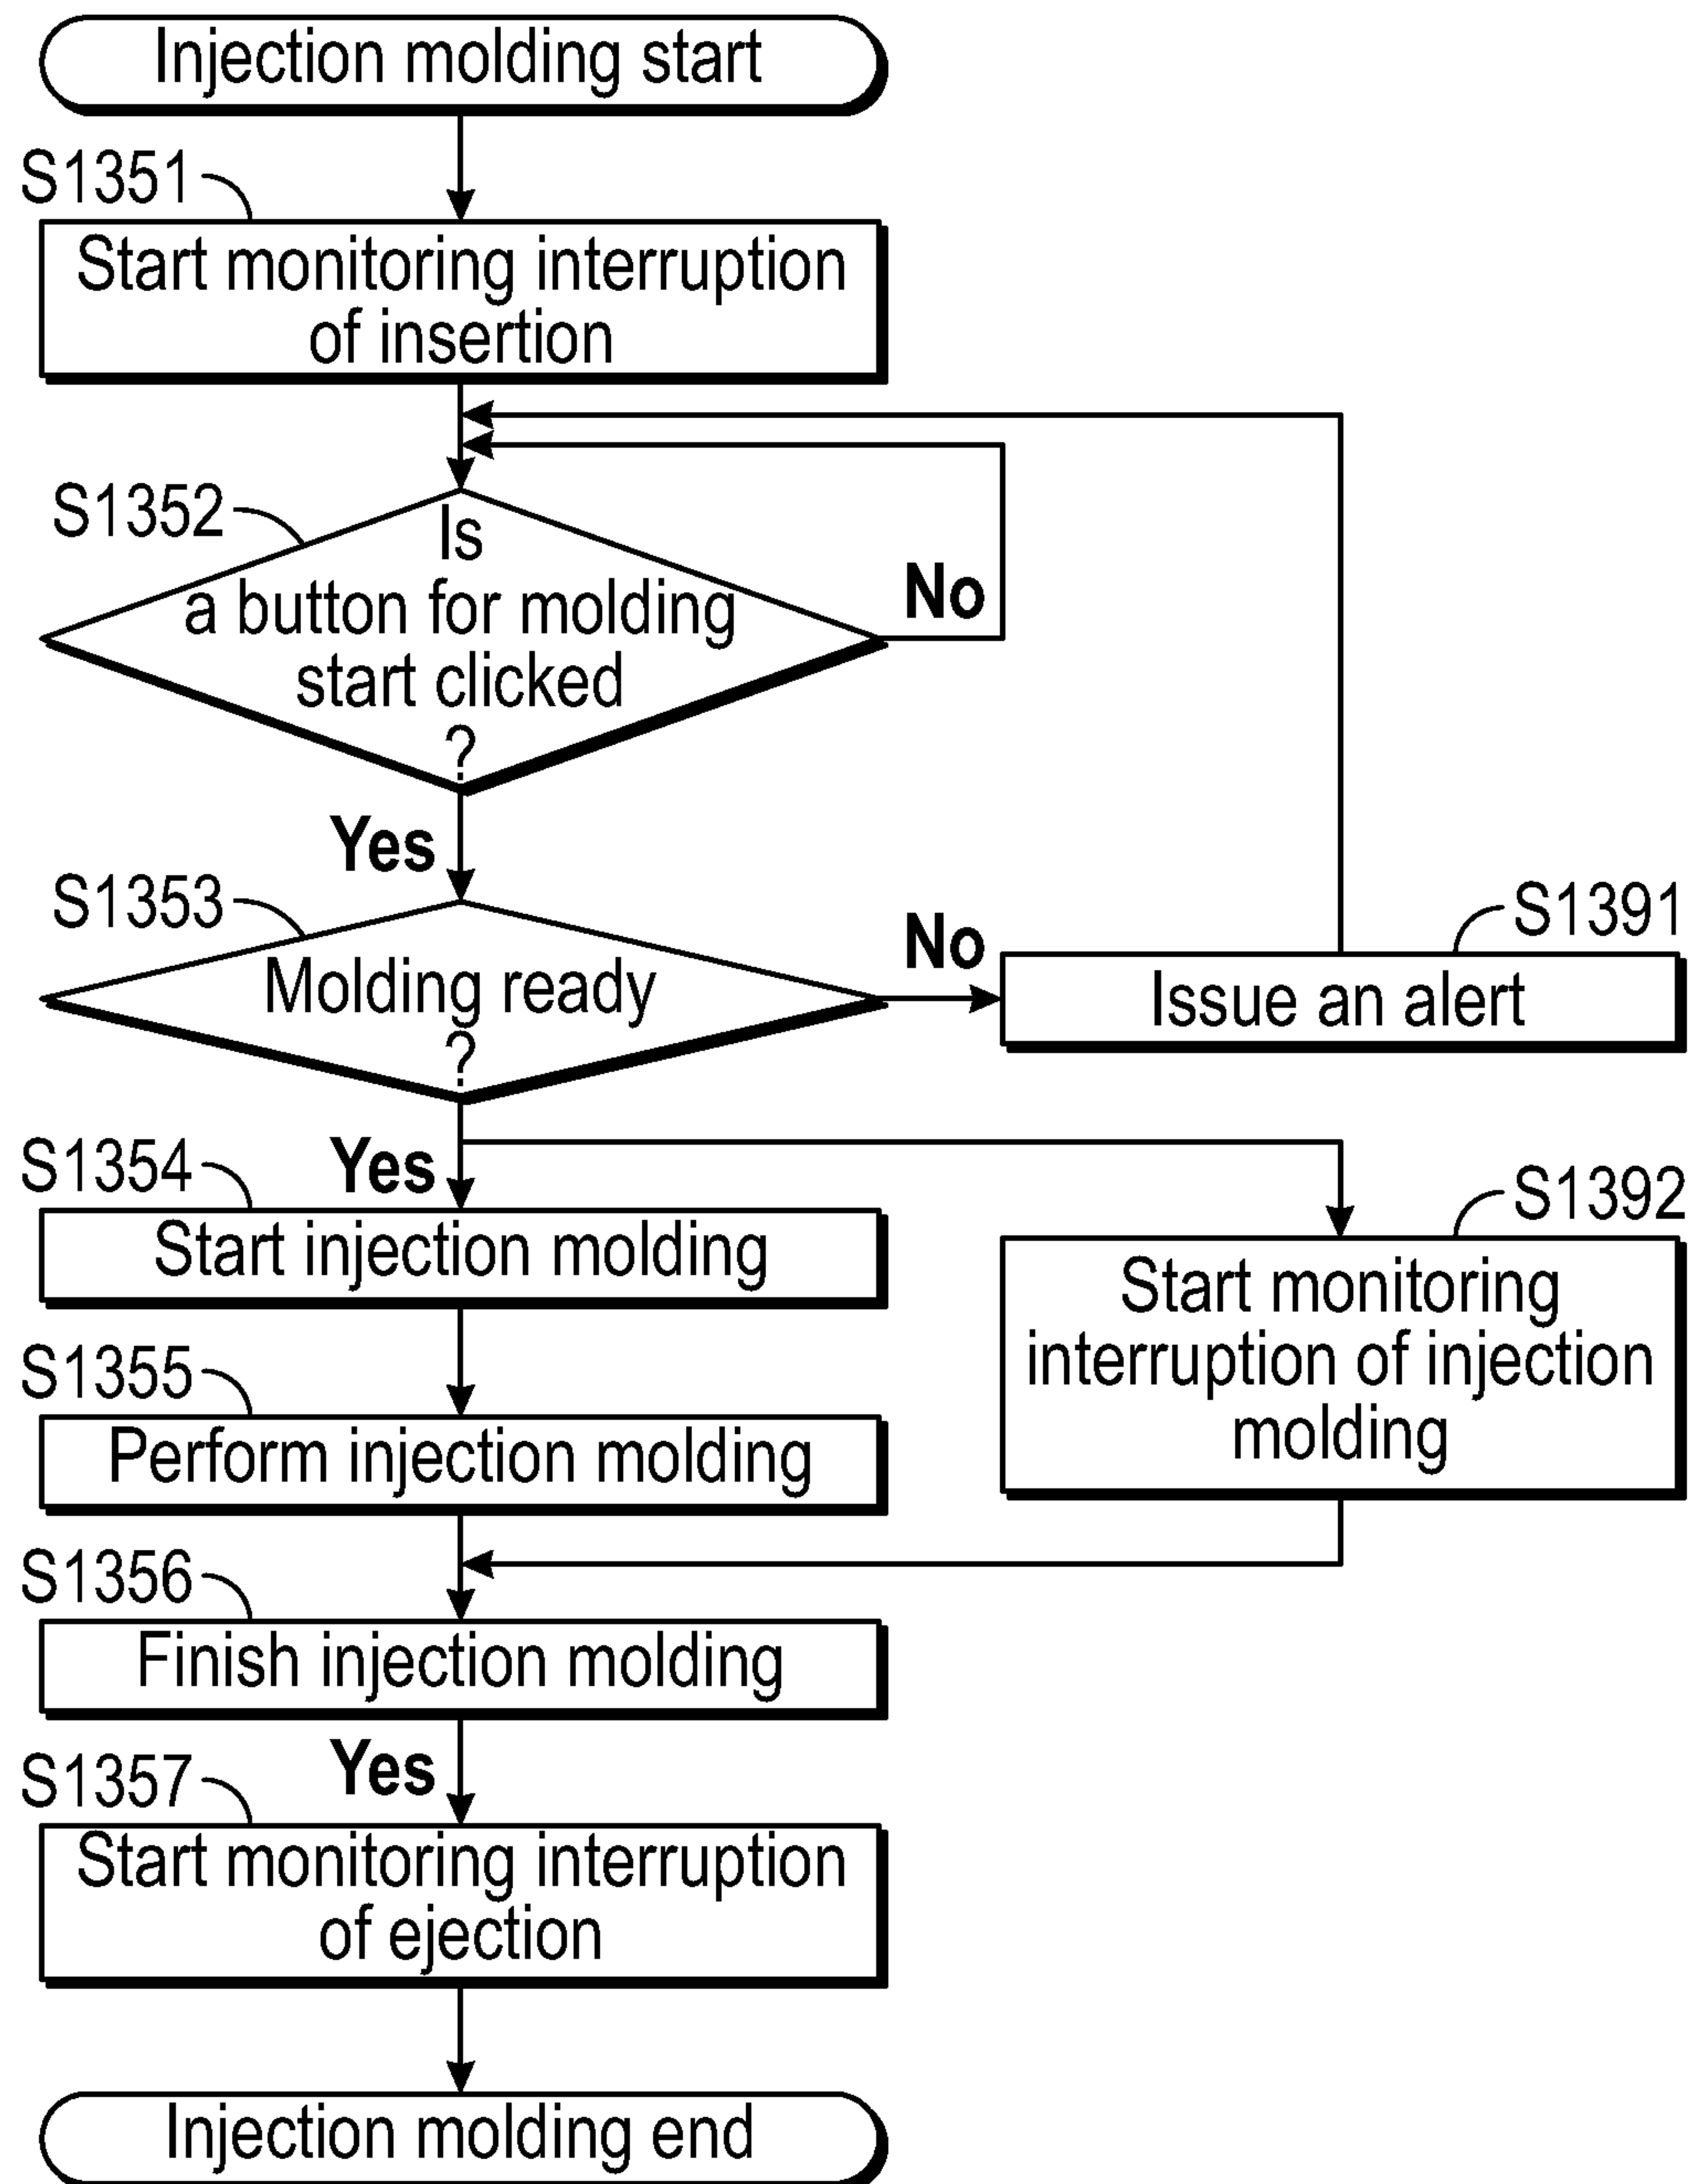 Injection molding start
S1351
Start monitoring interruption
of insertion
S1352
Is
a button for molding
start clicked
?
No
Yes
S1353
Molding ready
?
No
S1391
Issue an alert
Yes
S1354
Start injection molding
S1392
Start monitoring
interruption of injection
molding
S1355
Perform injection molding
S1356
Finish injection molding
Yes
S1357
Start monitoring interruption
of ejection
Injection molding end